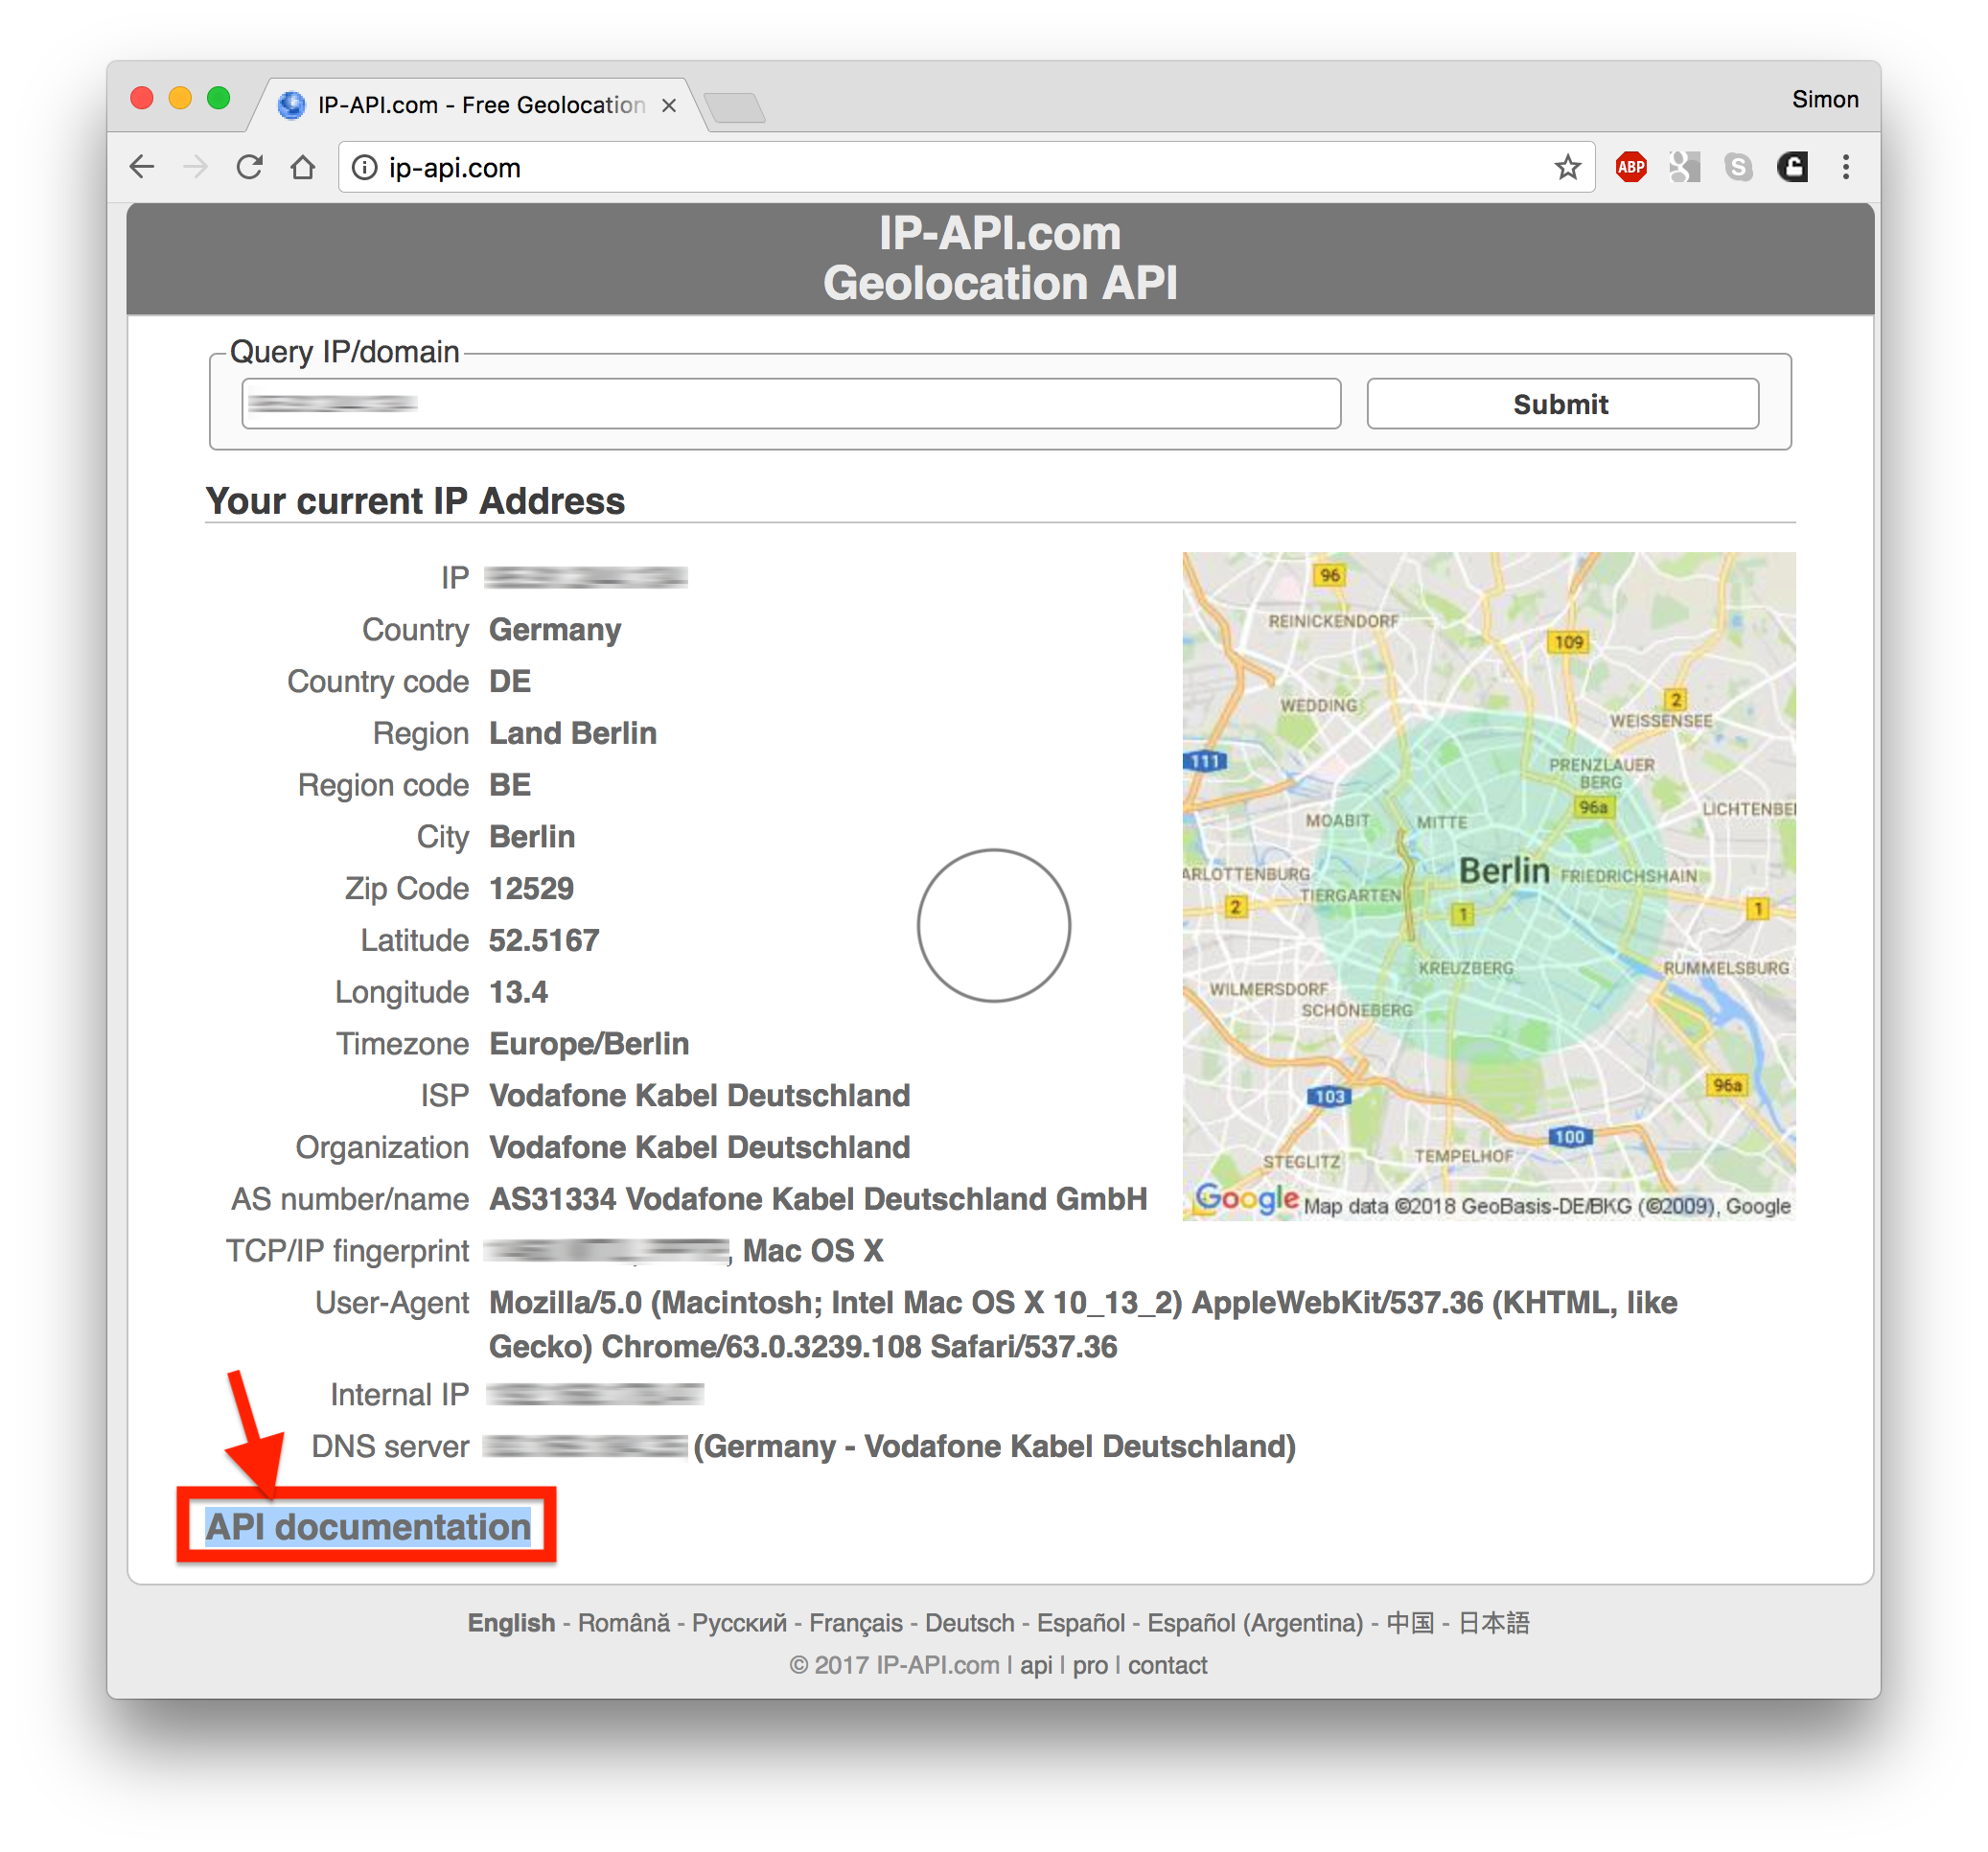 IP-API.com - Free Geolocation
Simon
ip-api.com
ABP
IP-API.com
Geolocation API
Query IP/domain
Submit
Your current IP Address
IP
Country Germany
Country code DE
Region Land Berlin
Region code BE
City Berlin
Zip Code 12529
Latitude 52.5167
Longitude 13.4
Timezone Europe/Berlin
ISP Vodafone Kabel Deutschland
Organization Vodafone Kabel Deutschland
AS number/name AS31334 Vodafone Kabel Deutschland GmbH
TCP/IP fingerprint , Mac OS X
User-Agent Mozilla/5.0 (Macintosh; Intel Mac OS X 10_13_2) AppleWebKit/537.36 (KHTML, like
Gecko) Chrome/63.0.3239.108 Safari/537.36
Internal IP
DNS server (Germany - Vodafone Kabel Deutschland)
96
REINICKENDORF
109
WEDDING
2
WEISSENSEE
111
PRENZLAUER
BERG
96a
LICHTENBE
MOABIT
MITTE
Berlin
ARLOTTENBURG
FRIEDRICHSHAIN
TIERGARTEN
2
1
1
KREUZBERG
RUMMELSBURG
WILMERSDORF
SCHÖNEBERG
96a
103
100
STEGLITZ
TEMPELHOF
Google Map data ©2018 GeoBasis-DE/BKG (©2009), Google
API documentation
English - Română - Русский - Français - Deutsch - Español - Español (Argentina) - 中国 - 日本語
© 2017 IP-API.com | api | pro | contact